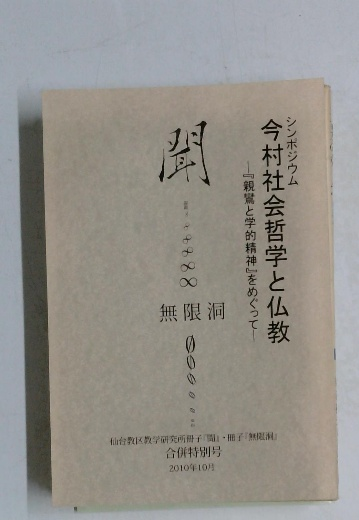 シンポジウム
今村社会哲学と仏教
―『親鸞と学的精神』をめぐって―
聞
無限洞
仙台教区教学研究所冊子『聞』・冊子『無限洞』
合併特別号
2010年10月